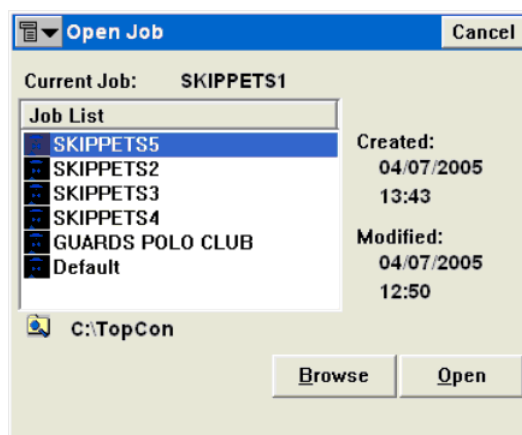 Open Job
Cancel
Current Job: SKIPPETS1
Job List
SKIPPETS5
SKIPPETS2
SKIPPETS3
SKIPPETS4
GUARDS POLO CLUB
Default
Created:
04/07/2005
13:43
Modified:
04/07/2005
12:50
C:\TopCon
Browse
Open